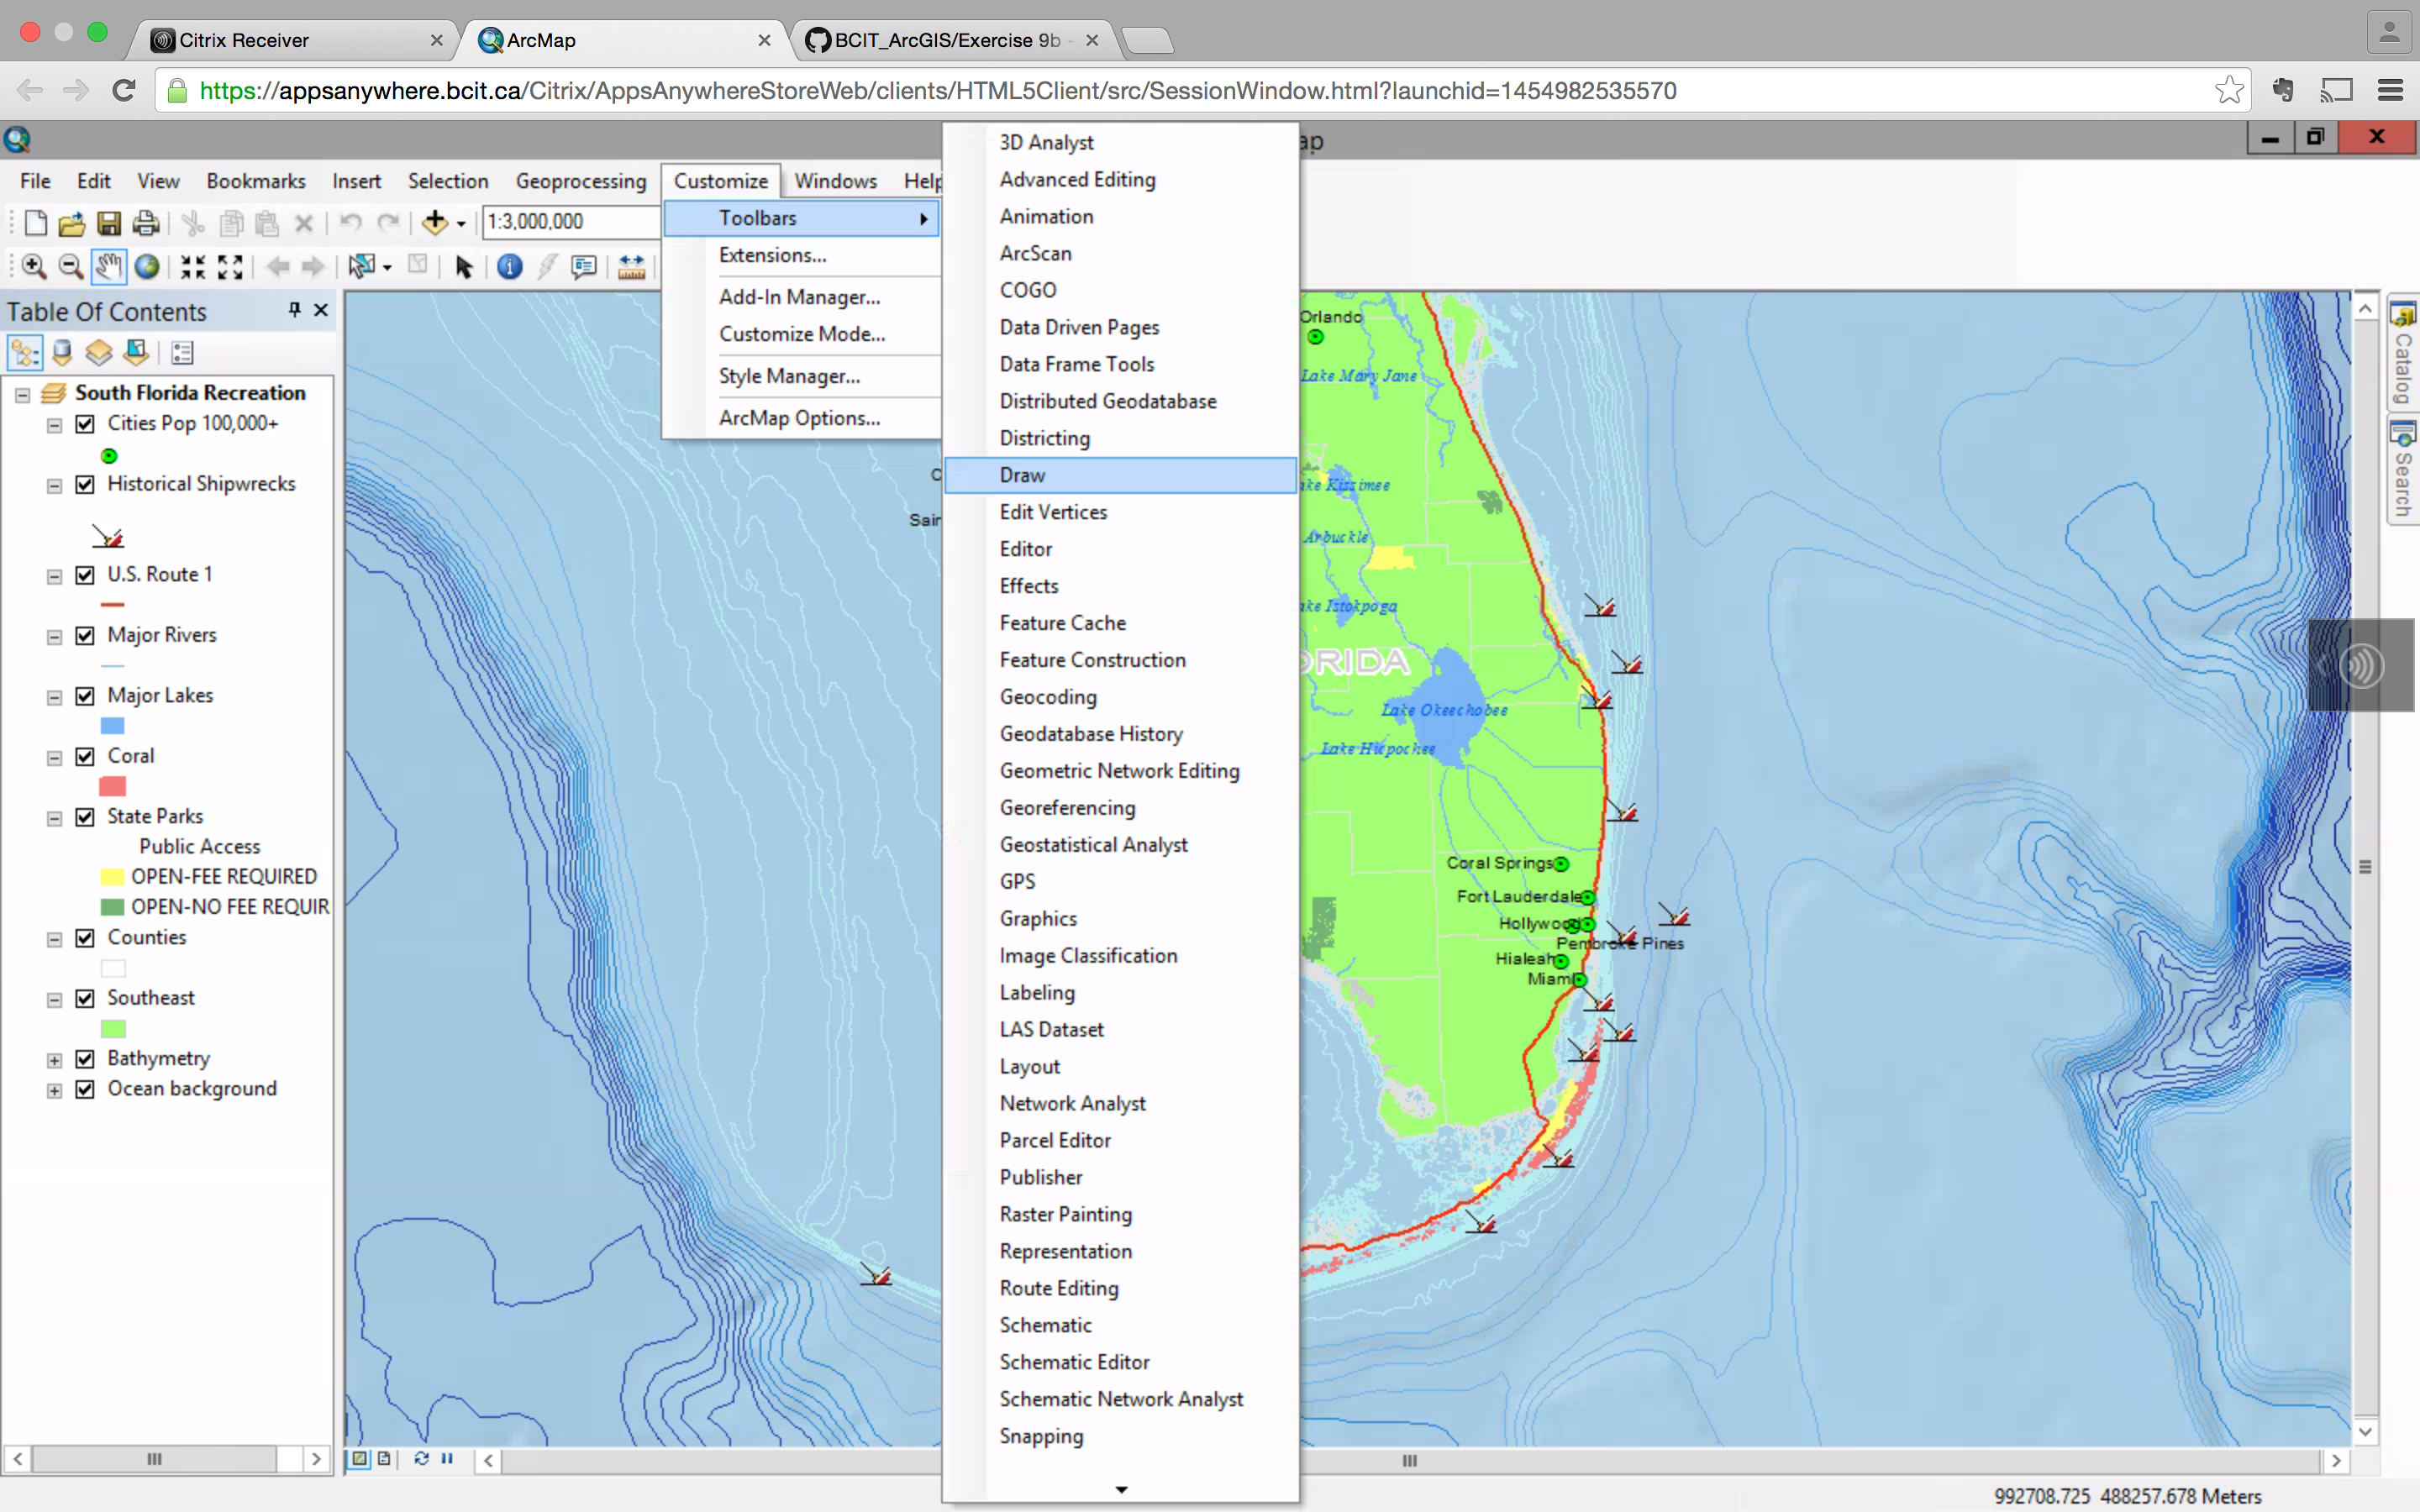 Citrix Receiver
ArcMap
BCIT_ArcGIS/Exercise 9b -
https://appsanywhere.bcit.ca/Citrix/AppsAnywhereStoreWeb/clients/HTML5Client/src/SessionWindow.html?launchid=1454982535570
ap
File Edit View Bookmarks Insert Selection Geoprocessing Customize Windows Help
1:3,000,000
Toolbars
Extensions...
Add-In Manager...
Customize Mode...
Style Manager...
ArcMap Options...
3D Analyst
Advanced Editing
Animation
ArcScan
COGO
Data Driven Pages
Data Frame Tools
Distributed Geodatabase
Districting
Draw
Edit Vertices
Editor
Effects
Feature Cache
Feature Construction
Geocoding
Geodatabase History
Geometric Network Editing
Georeferencing
Geostatistical Analyst
GPS
Graphics
Image Classification
Labeling
LAS Dataset
Layout
Network Analyst
Parcel Editor
Publisher
Raster Painting
Representation
Route Editing
Schematic
Schematic Editor
Schematic Network Analyst
Snapping
Table Of Contents
South Florida Recreation
Cities Pop 100,000+
Historical Shipwrecks
U.S. Route 1
Major Rivers
Major Lakes
Coral
State Parks
Public Access
OPEN-FEE REQUIRED
OPEN-NO FEE REQUIR
Counties
Southeast
Bathymetry
Ocean background
Sain
Orlando
Lake Mary Jane
ake Kissimee
Arbuckle
ake Istokpoga
ORIDA
Lake Okeechobee
Lake Hicpochee
Coral Springs
Fort Lauderdale
Hollywood
Pembroke Pines
Hialeah
Miami
Catalog
Search
992708.725 488257.678 Meters